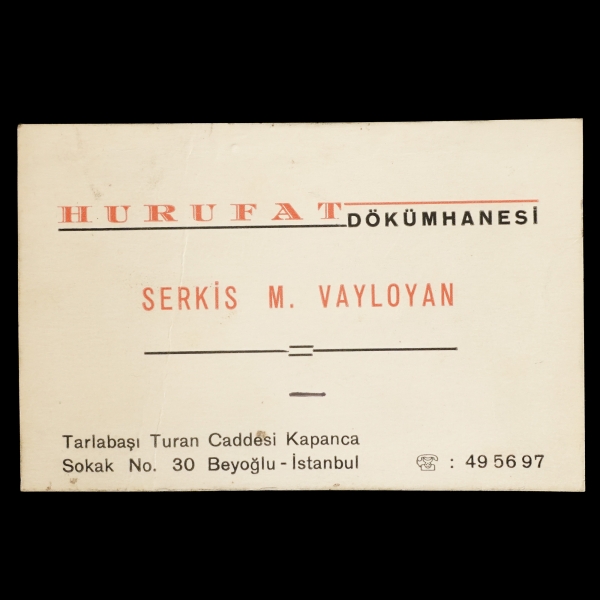 HURUFAT DÖKÜMHANESİ
SERKİS M. VAYLOYAN
Tarlabaşı Turan Caddesi Kapanca
Sokak No. 30 Beyoğlu - İstanbul ☎ : 49 56 97